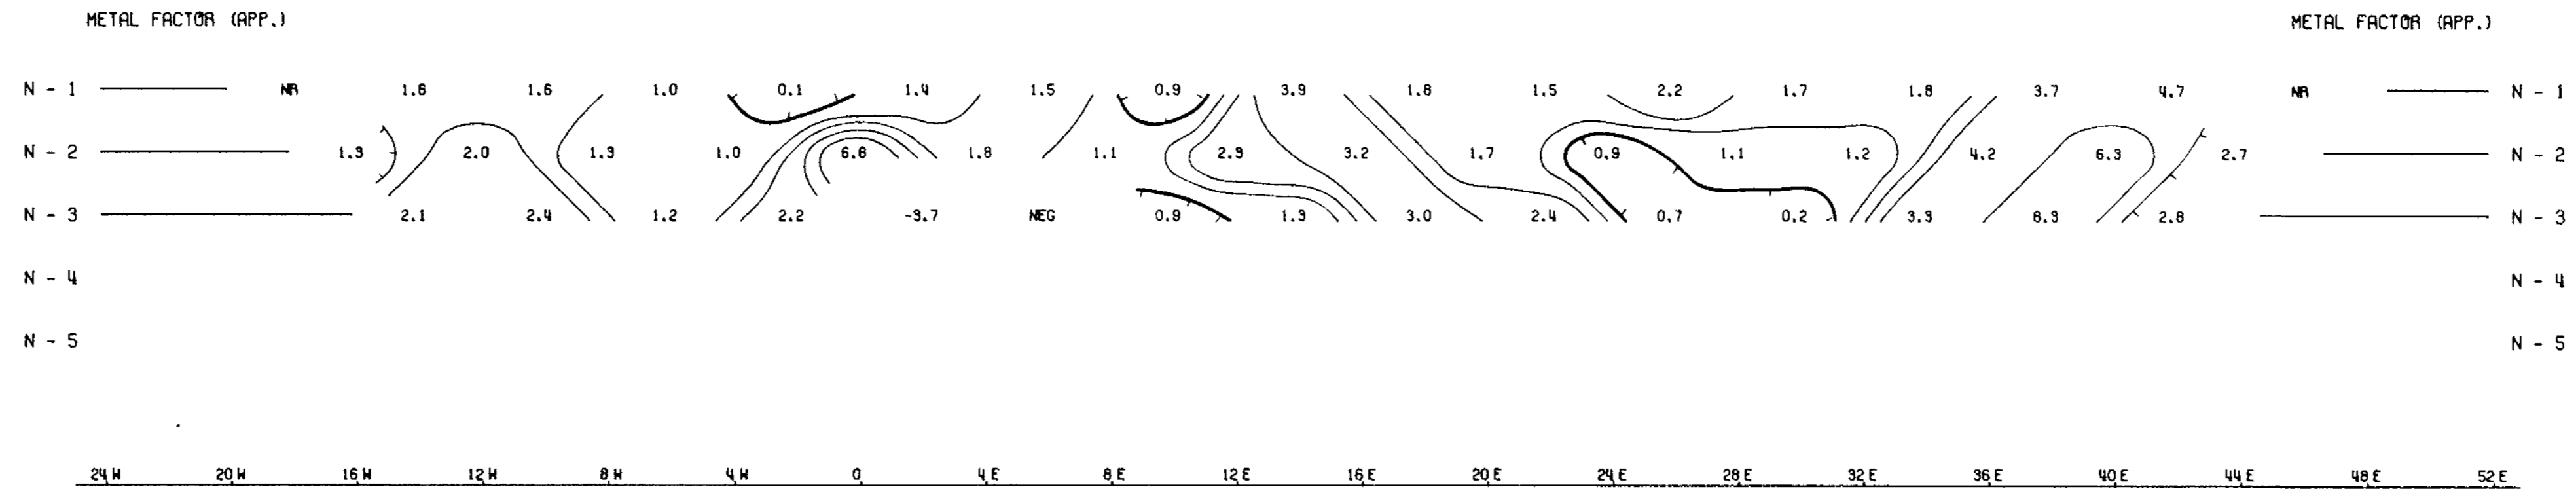 METAL FACTOR (APP.) METAL FACTOR (APP.)
N - 1 NR 1.6 1.6 1.0 0.1 1.4 1.5 0.9 3.9 1.8 1.5 2.2 1.7 1.8 3.7 4.7 NR N - 1
N - 2 1.3 2.0 1.3 1.0 6.6 1.8 1.1 2.3 3.2 1.7 0.9 1.1 1.2 4.2 6.3 2.7 N - 2
N - 3 2.1 2.4 1.2 2.2 -3.7 NEG 0.9 1.3 3.0 2.4 0.7 0.2 3.3 6.3 2.8 N - 3
N - 4 N - 4
N - 5 N - 5
24 W 20 W 16 W 12 W 8 W 4 W 0 4 E 8 E 12 E 16 E 20 E 24 E 28 E 32 E 36 E 40 E 44 E 48 E 52 E